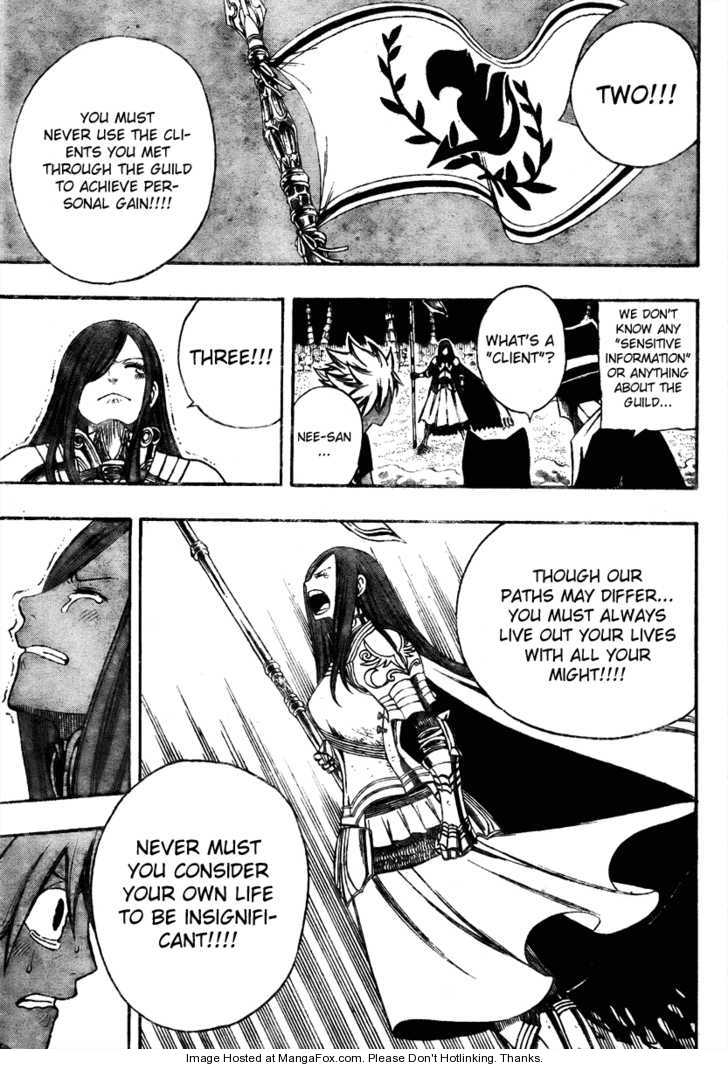 TWO!!!
YOU MUST
NEVER USE THE CLI-
ENTS YOU MET
THROUGH THE GUILD
TO ACHIEVE PER-
SONAL GAIN!!!!
WE DON'T
KNOW ANY
"SENSITIVE
INFORMATION"
OR ANYTHING
ABOUT THE
GUILD...
WHAT'S A
"CLIENT"?
NEE-SAN
...
THREE!!!
THOUGH OUR
PATHS MAY DIFFER...
YOU MUST ALWAYS
LIVE OUT YOUR LIVES
WITH ALL YOUR
MIGHT!!!!
NEVER MUST
YOU CONSIDER
YOUR OWN LIFE
TO BE INSIGNIFI-
CANT!!!!
Image Hosted at MangaFox.com. Please Don't Hotlinking. Thanks.